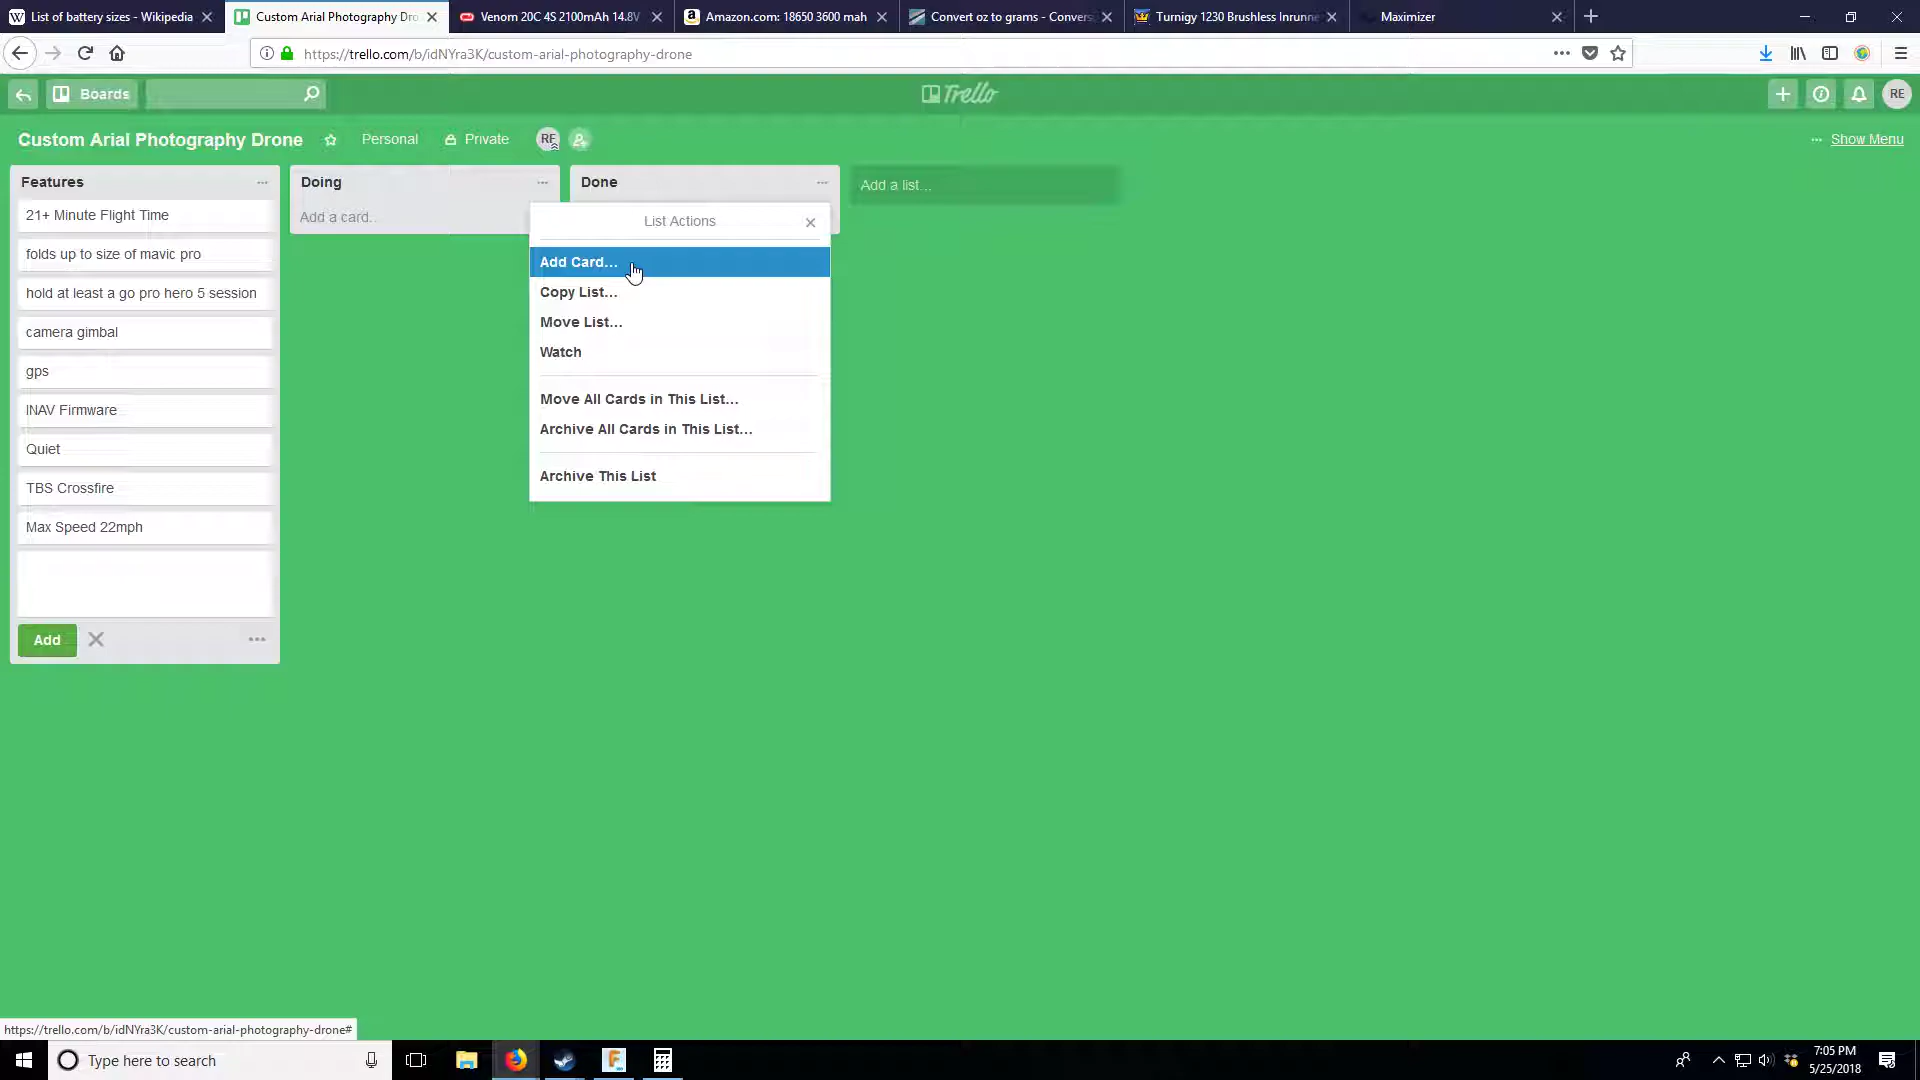 List of battery sizes - Wikipedia
Custom Arial Photography Dro
Venom 20C 4S 2100mAh 14.8V
Amazon.com: 18650 3600 mah
Convert oz to grams - Convers
Turnigy 1230 Brushless Inrunne
Maximizer
https://trello.com/b/idNYra3K/custom-arial-photography-drone
Boards
Trello
RE
Custom Arial Photography Drone
Personal
Private
RE
Show Menu
Features
Doing
Done
Add a list…
21+ Minute Flight Time
folds up to size of mavic pro
hold at least a go pro hero 5 session
camera gimbal
gps
INAV Firmware
Quiet
TBS Crossfire
Max Speed 22mph
Add
Add a card…
List Actions
Add Card…
Copy List…
Move List…
Watch
Move All Cards in This List…
Archive All Cards in This List…
Archive This List
https://trello.com/b/idNYra3K/custom-arial-photography-drone#
Type here to search
7:05 PM
5/25/2018